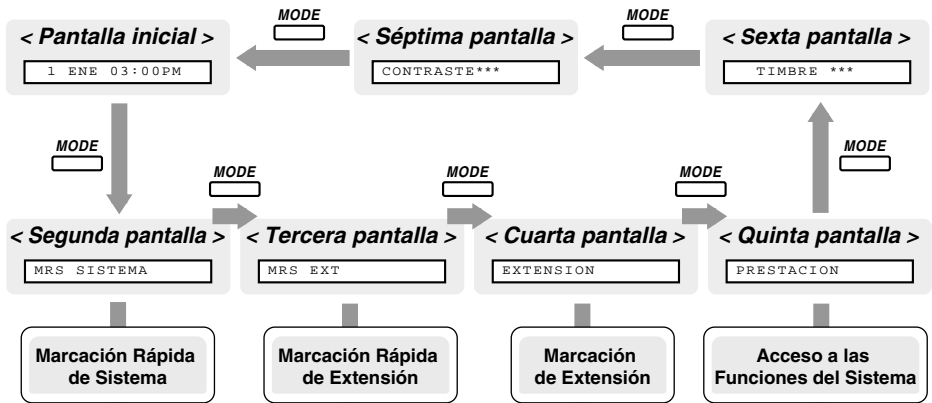 MODE
MODE
< Pantalla inicial >
< Séptima pantalla >
< Sexta pantalla >
1 ENE 03:00PM
CONTRASTE***
TIMBRE ***
MODE
MODE
MODE
MODE
MODE
< Segunda pantalla >
< Tercera pantalla >
< Cuarta pantalla >
< Quinta pantalla >
MRS SISTEMA
MRS EXT
EXTENSION
PRESTACION
Marcación Rápida
de Sistema
Marcación Rápida
de Extensión
Marcación
de Extensión
Acceso a las
Funciones del Sistema